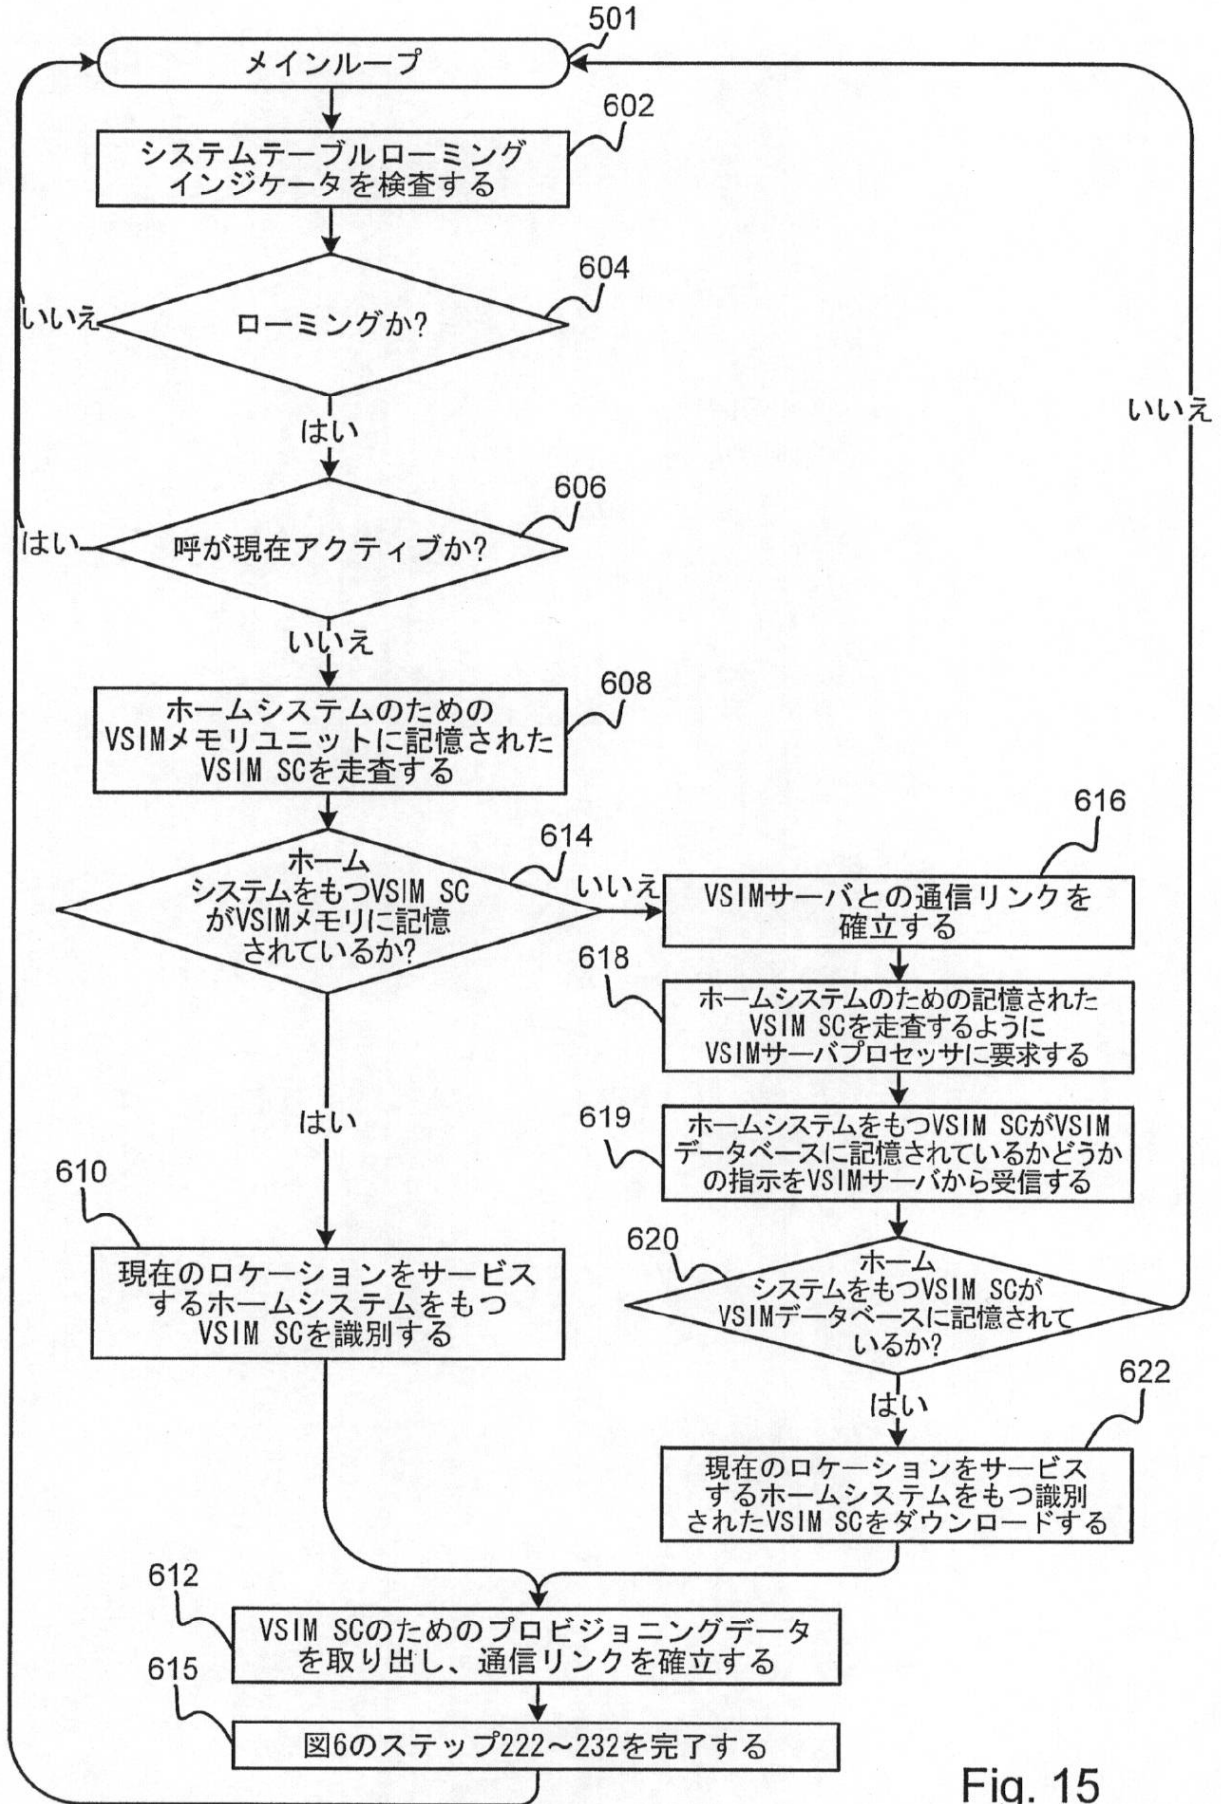 501
メインループ
602
システムテーブルローミング
インジケータを検査する
604
ローミングか?
いいえ
はい
606
呼が現在アクティブか?
はい
いいえ
608
ホームシステムのための
VSIMメモリユニットに記憶された
VSIM SCを走査する
614
ホーム
システムをもつVSIM SC
がVSIMメモリに記憶
されているか?
いいえ
はい
616
VSIMサーバとの通信リンクを
確立する
618
ホームシステムのための記憶された
VSIM SCを走査するように
VSIMサーバプロセッサに要求する
619
ホームシステムをもつVSIM SCがVSIM
データベースに記憶されているかどうか
の指示をVSIMサーバから受信する
620
ホーム
システムをもつVSIM SCが
VSIMデータベースに記憶されて
いるか?
いいえ
はい
622
現在のロケーションをサービス
するホームシステムをもつ識別
されたVSIM SCをダウンロードする
610
現在のロケーションをサービス
するホームシステムをもつ
VSIM SCを識別する
612
VSIM SCのためのプロビジョニングデータ
を取り出し、通信リンクを確立する
615
図6のステップ222～232を完了する
Fig. 15